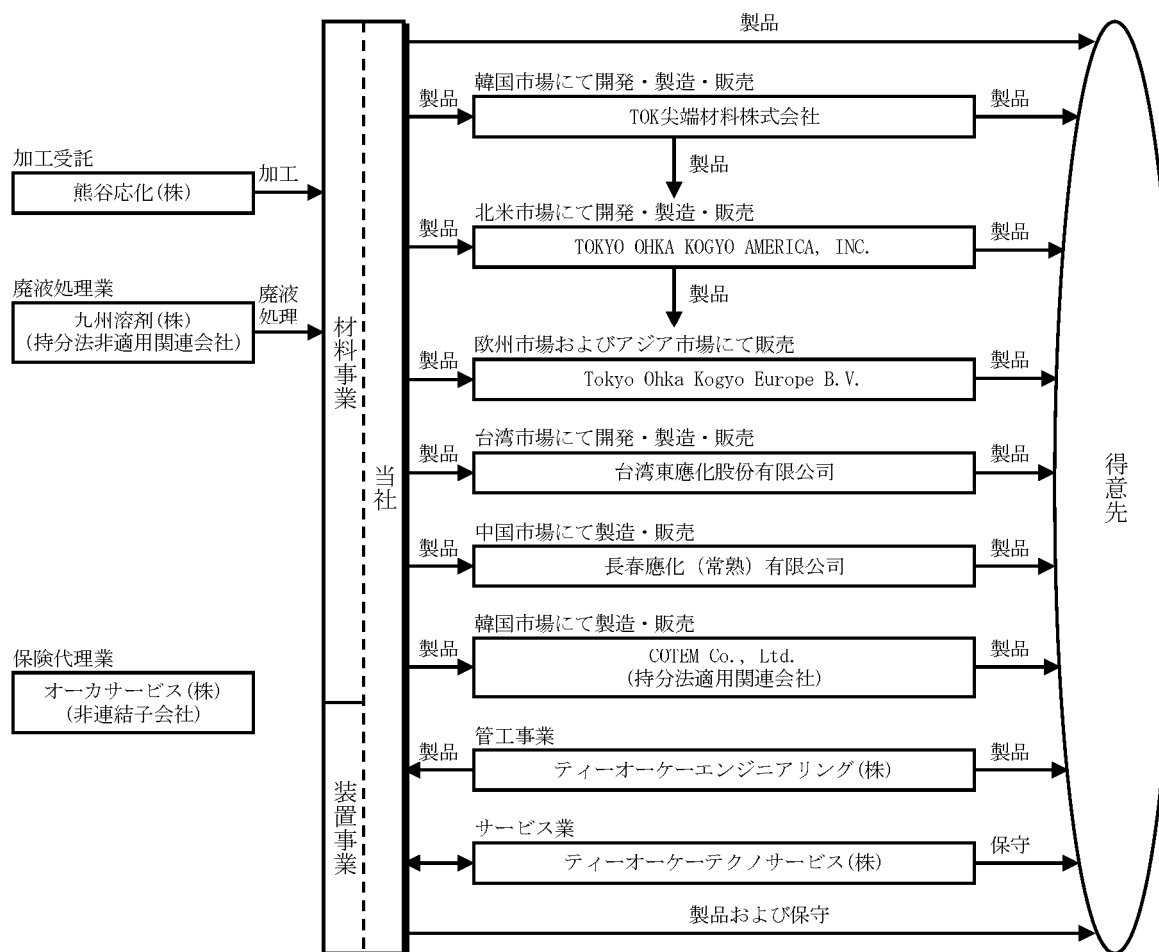 製品
韓国市場にて開発・製造・販売
製品
TOK尖端材料株式会社
製品
製品
加工受託
熊谷応化(株)
加工
北米市場にて開発・製造・販売
製品
TOKYO OHKA KOGYO AMERICA, INC.
製品
製品
廃液処理業
九州溶剤(株)
(持分法非適用関連会社)
廃液
処理
欧州市場およびアジア市場にて販売
製品
Tokyo Ohka Kogyo Europe B.V.
製品
材料事業
当社
得意先
台湾市場にて開発・製造・販売
製品
台湾東應化股份有限公司
製品
中国市場にて製造・販売
製品
長春應化（常熟）有限公司
製品
韓国市場にて製造・販売
製品
COTEM Co., Ltd.
(持分法適用関連会社)
製品
保険代理業
オーカサービス(株)
(非連結子会社)
装置事業
管工事業
製品
ティーオーケーエンジニアリング(株)
製品
サービス業
ティーオーケーテクノサービス(株)
保守
製品および保守